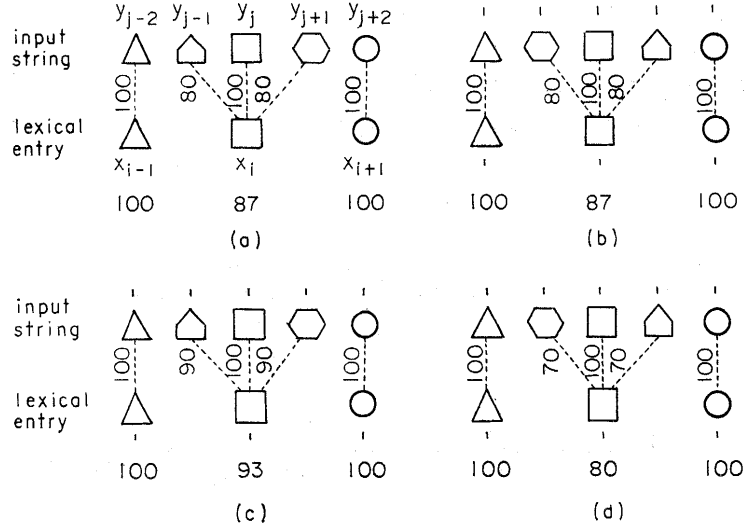 y_{j-2} y_{j-1} y_j y_{j+1} y_{j+2}
input
string
100 80 100 80 100
lexical
entry
x_{i-1} x_i x_{i+1}
100 87 100
(a)
100 80 100 80 100
100 87 100
(b)
input
string
100 90 100 90 100
lexical
entry
100 93 100
(c)
100 70 100 70 100
100 80 100
(d)